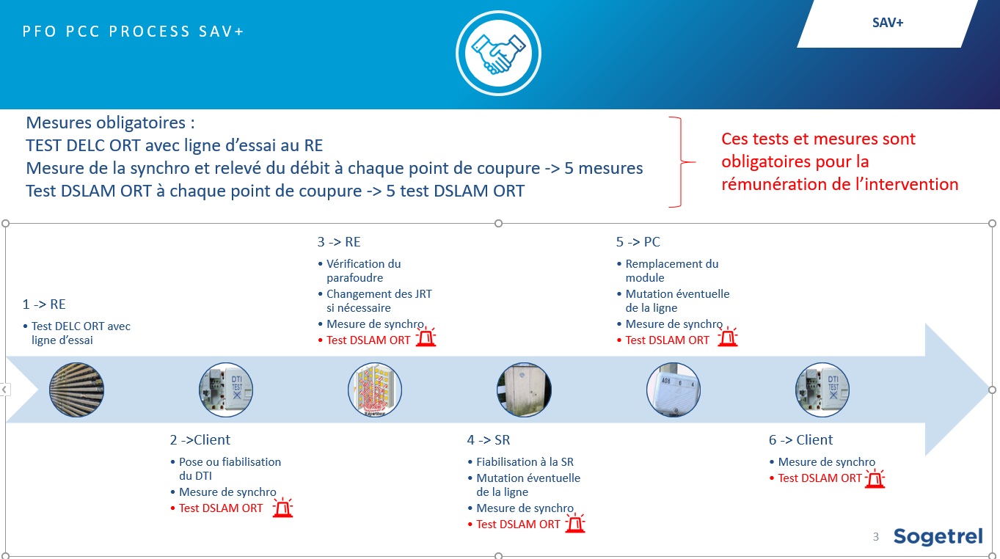 PFO PCC PROCESS SAV+
SAV+
Mesures obligatoires :
TEST DELC ORT avec ligne d’essai au RE
Mesure de la synchro et relevé du débit à chaque point de coupure -> 5 mesures
Test DSLAM ORT à chaque point de coupure -> 5 test DSLAM ORT
Ces tests et mesures sont
obligatoires pour la
rémunération de l’intervention
1 -> RE
• Test DELC ORT avec
ligne d’essai
2 ->Client
• Pose ou fiabilisation
du DTI
• Mesure de synchro
• Test DSLAM ORT
3 -> RE
• Vérification du
parafoudre
• Changement des JRT
si nécessaire
• Mesure de synchro
• Test DSLAM ORT
4 -> SR
• Fiabilisation à la SR
• Mutation éventuelle
de la ligne
• Mesure de synchro
• Test DSLAM ORT
5 -> PC
• Remplacement du
module
• Mutation éventuelle
de la ligne
• Mesure de synchro
• Test DSLAM ORT
6 -> Client
• Mesure de synchro
• Test DSLAM ORT
DTI
TEST
DTI
TEST
3
Sogetrel